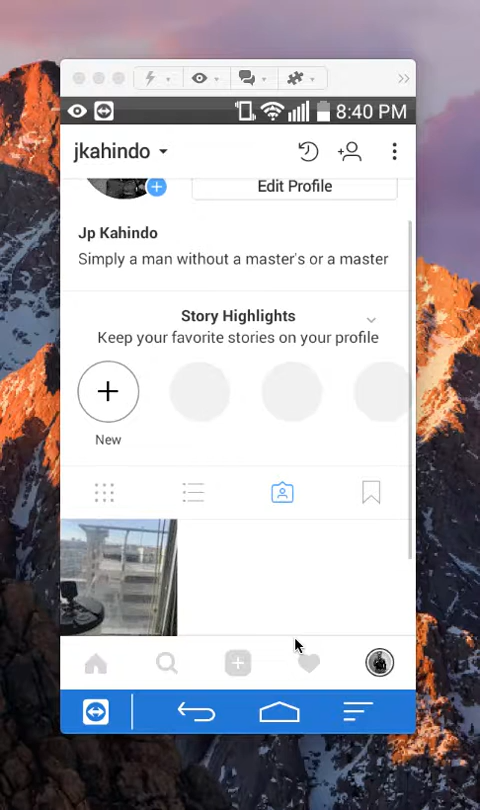 8:40 PM
jkahindo
Edit Profile
Jp Kahindo
Simply a man without a master's or a master
Story Highlights
Keep your favorite stories on your profile
New